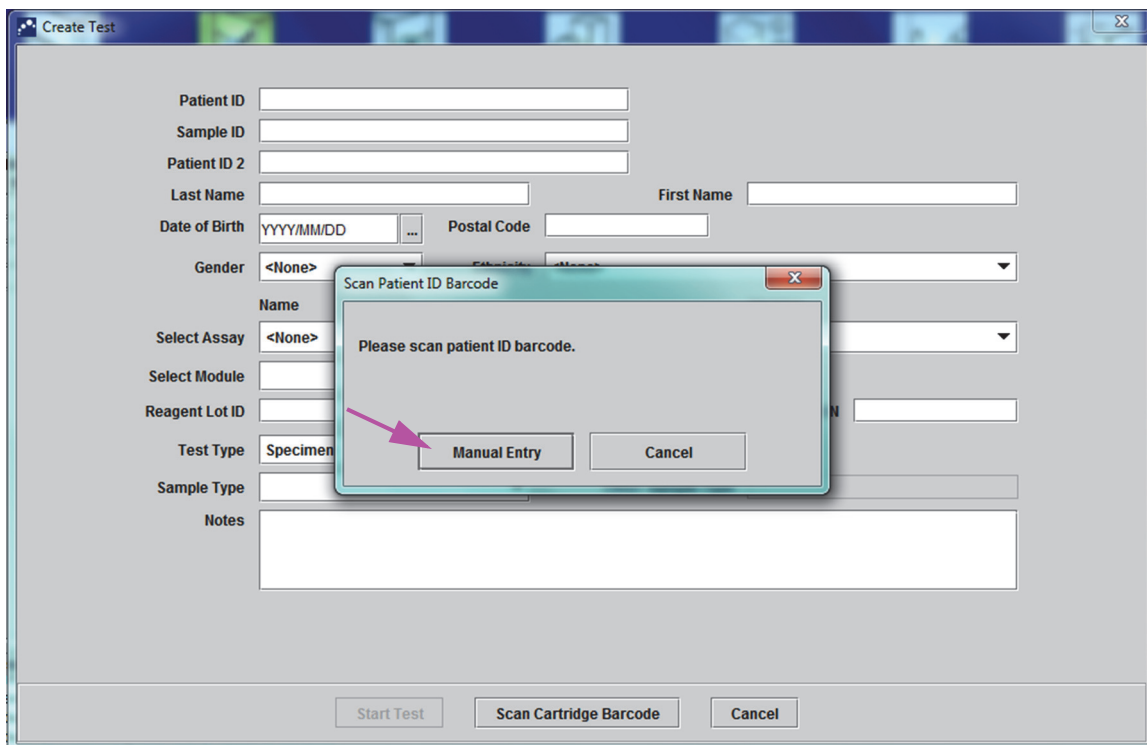 Create Test
Patient ID
Sample ID
Patient ID 2
Last Name First Name
Date of Birth YYYY/MM/DD ... Postal Code
Gender <None> Ethnicity <None>
Scan Patient ID Barcode
Name
Select Assay <None>
Please scan patient ID barcode.
Select Module
Reagent Lot ID N
Test Type Specimen
Manual Entry Cancel
Sample Type
Notes
Start Test Scan Cartridge Barcode Cancel